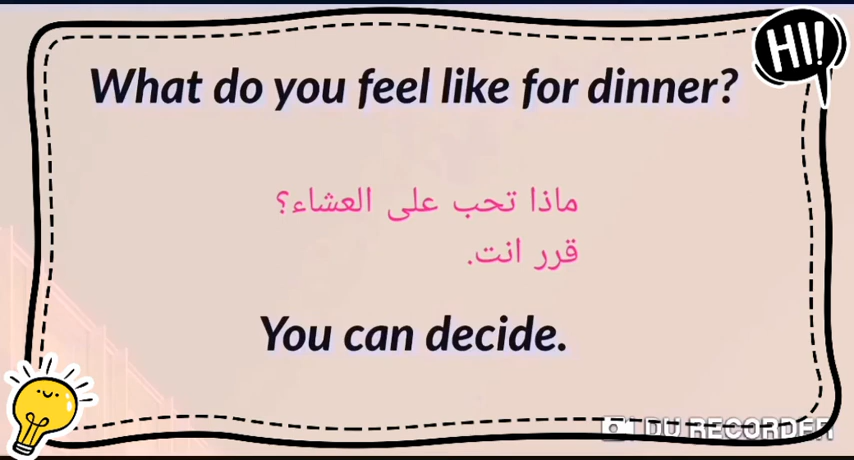 HI!
What do you feel like for dinner?
ماذا تحب على العشاء؟
قرر انت.
You can decide.
DU RECORDER